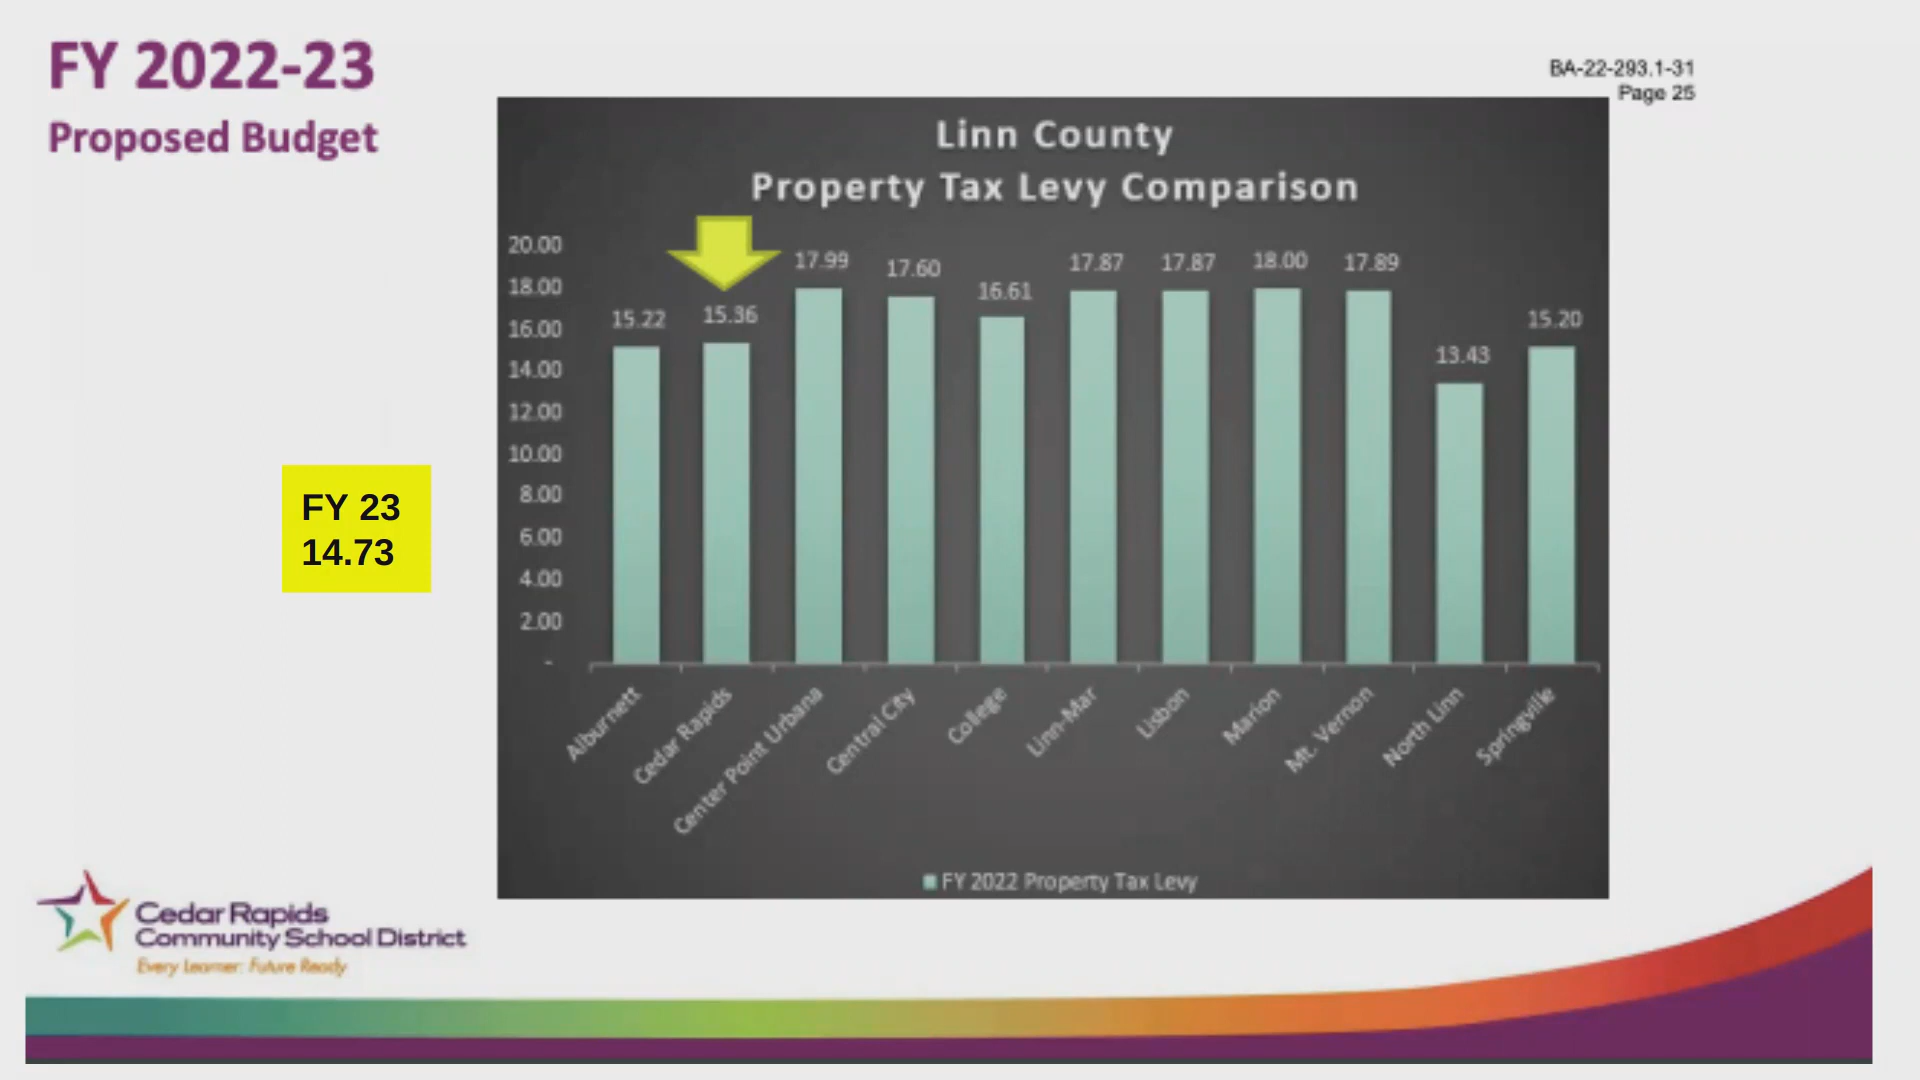 FY 2022-23
Proposed Budget
BA-22-293.1-31
Page 25
Linn County
Property Tax Levy Comparison
20.00
18.00
16.00
14.00
12.00
10.00
8.00
6.00
4.00
2.00
-
15.22
15.36
17.99
17.60
16.61
17.87
17.87
18.00
17.89
13.43
15.20
Alburnett
Cedar Rapids
Center Point Urbana
Central City
College
Linn-Mar
Lisbon
Marion
Mt. Vernon
North Linn
Springville
FY 2022 Property Tax Levy
FY 23
14.73
Cedar Rapids
Community School District
Every Learner: Future Ready